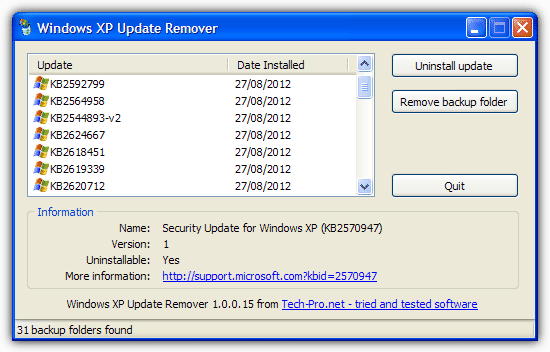 Windows XP Update Remover
Update Date Installed
KB2592799 27/08/2012
KB2564958 27/08/2012
KB2544893-v2 27/08/2012
KB2624667 27/08/2012
KB2618451 27/08/2012
KB2619339 27/08/2012
KB2620712 27/08/2012
Uninstall update
Remove backup folder
Quit
Information
Name: Security Update for Windows XP (KB2570947)
Version: 1
Uninstallable: Yes
More information: http://support.microsoft.com?kbid=2570947
Windows XP Update Remover 1.0.0.15 from Tech-Pro.net - tried and tested software
31 backup folders found